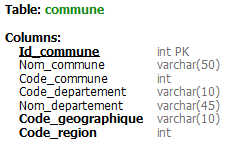 Table: commune
Columns:
Id_commune int PK
Nom_commune varchar(50)
Code_commune int
Code_departement varchar(10)
Nom_departement varchar(45)
Code_geographique varchar(10)
Code_region int